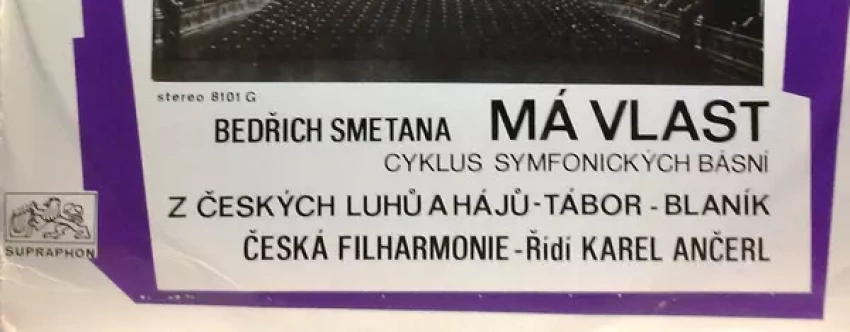 stereo 8101 G
BEDŘICH SMETANA MÁ VLAST
CYKLUS SYMFONICKÝCH BÁSNÍ
Z ČESKÝCH LUHŮ A HÁJŮ-TÁBOR - BLANÍK
ČESKÁ FILHARMONIE - Řídí KAREL ANČERL
SUPRAPHON